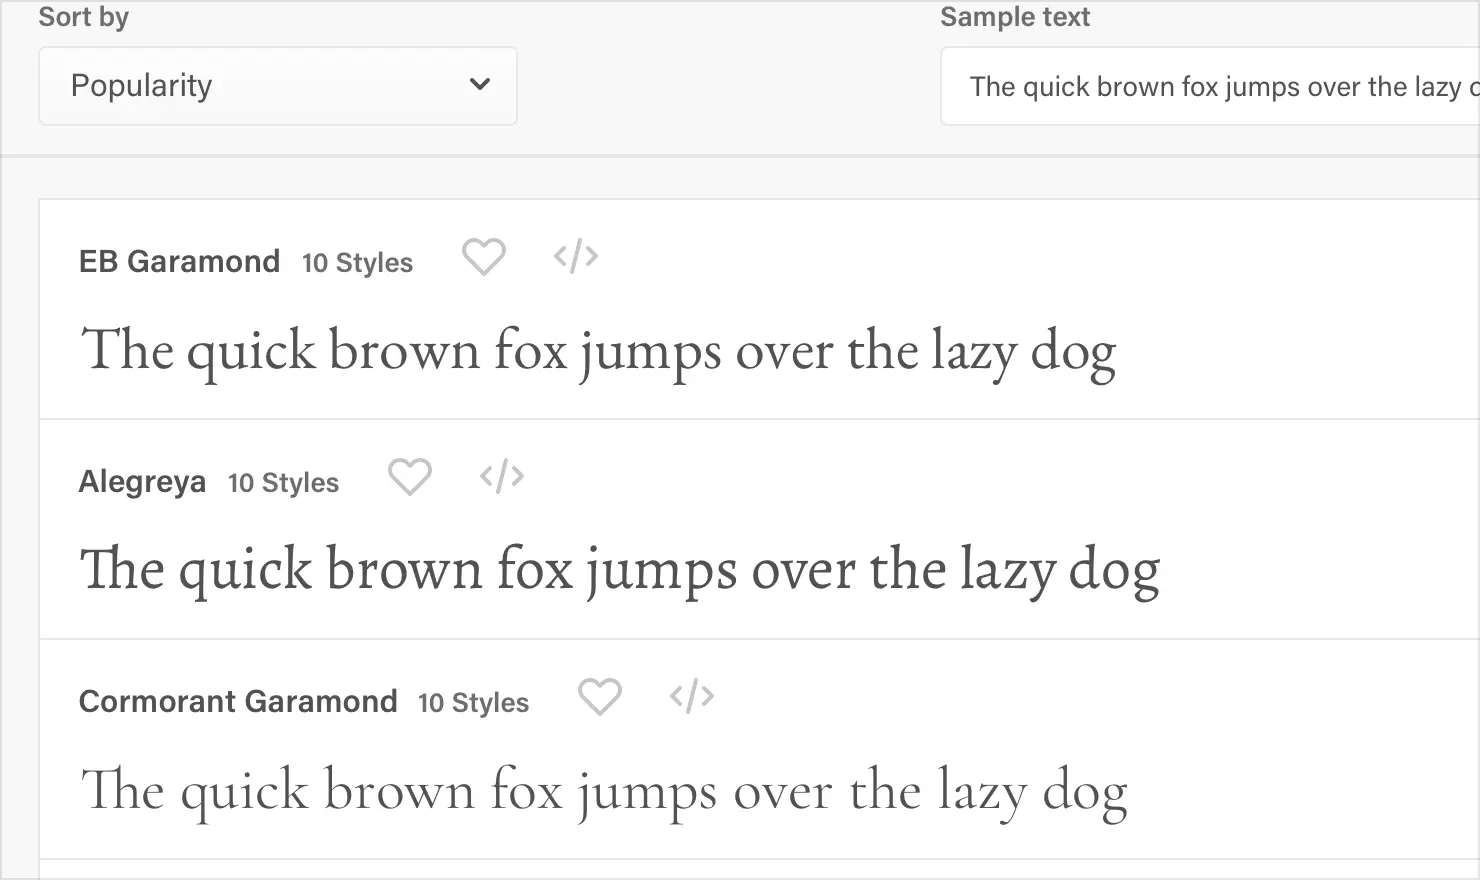 Sort by
Sample text
Popularity
The quick brown fox jumps over the lazy
EB Garamond 10 Styles
The quick brown fox jumps over the lazy dog
Alegreya 10 Styles
The quick brown fox jumps over the lazy dog
Cormorant Garamond 10 Styles
The quick brown fox jumps over the lazy dog